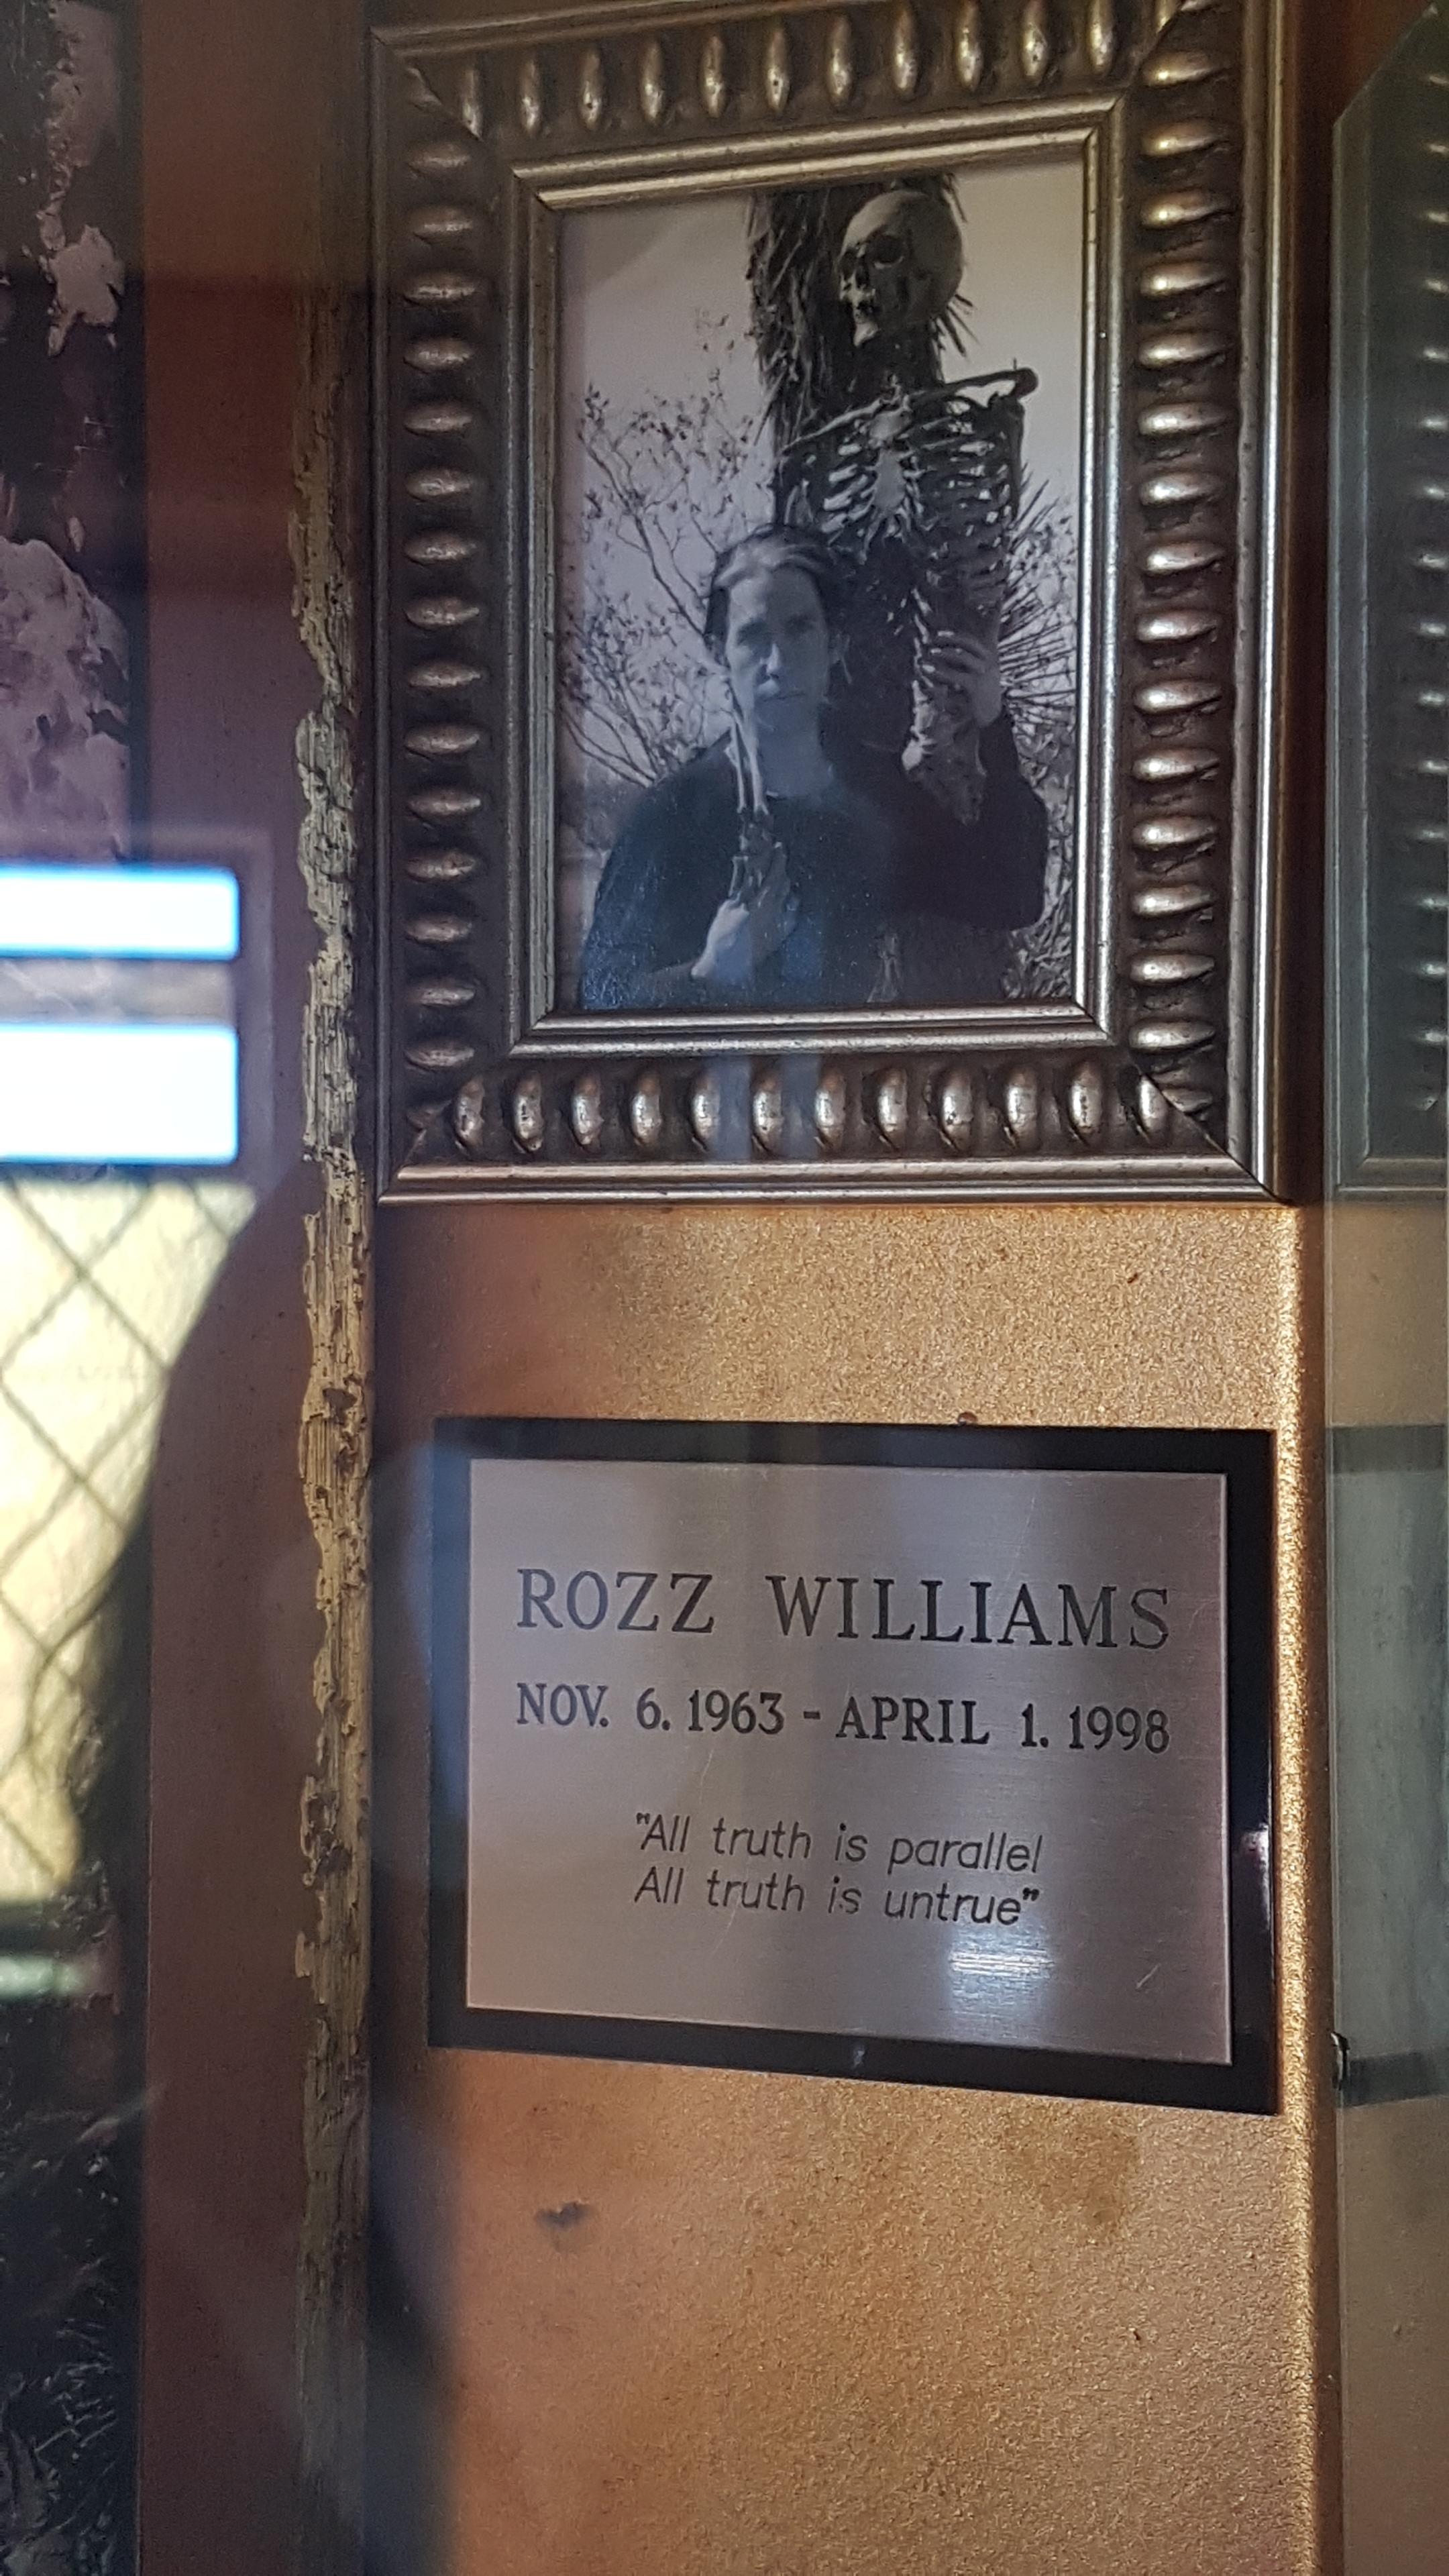 ROZZ WILLIAMS
NOV. 6. 1963 - APRIL 1. 1998
"All truth is parallel
All truth is untrue"